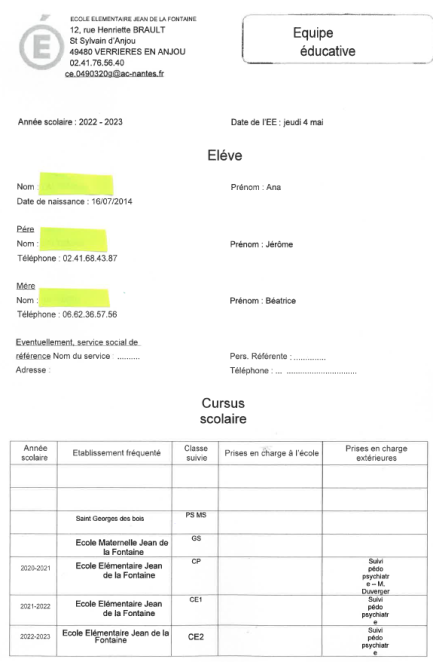 ECOLE ELEMENTAIRE JEAN DE LA FONTAINE
12, rue Henriette BRAULT
St Sylvain d'Anjou
49480 VERRIERES EN ANJOU
02.41.76.56.40
ce.0490320g@ac-nantes.fr
Equipe
éducative
Année scolaire : 2022 - 2023
Date de l'EE : jeudi 4 mai
Eléve
Nom :
Prénom : Ana
Date de naissance : 16/07/2014
Père
Nom :
Prénom : Jérôme
Téléphone : 02.41.68.43.87
Mère
Nom :
Prénom : Béatrice
Téléphone : 06.62.36.57.56
Eventuellement, service social de
référence Nom du service : .........
Pers. Référente : .............
Adresse :
Téléphone : ... ...............................
Cursus
scolaire
Année scolaire
Etablissement fréquenté
Classe suivie
Prises en charge à l'école
Prises en charge extérieures
Saint Georges des bois
PS MS
Ecole Maternelle Jean de
la Fontaine
GS
2020-2021
Ecole Elémentaire Jean
de la Fontaine
CP
Suivi
pédo
psychiatr
e – M.
Duverger
2021-2022
Ecole Elémentaire Jean
de la Fontaine
CE1
Suivi
pédo
psychiatr
e
2022-2023
Ecole Elémentaire Jean de la
Fontaine
CE2
Suivi
pédo
psychiatr
e